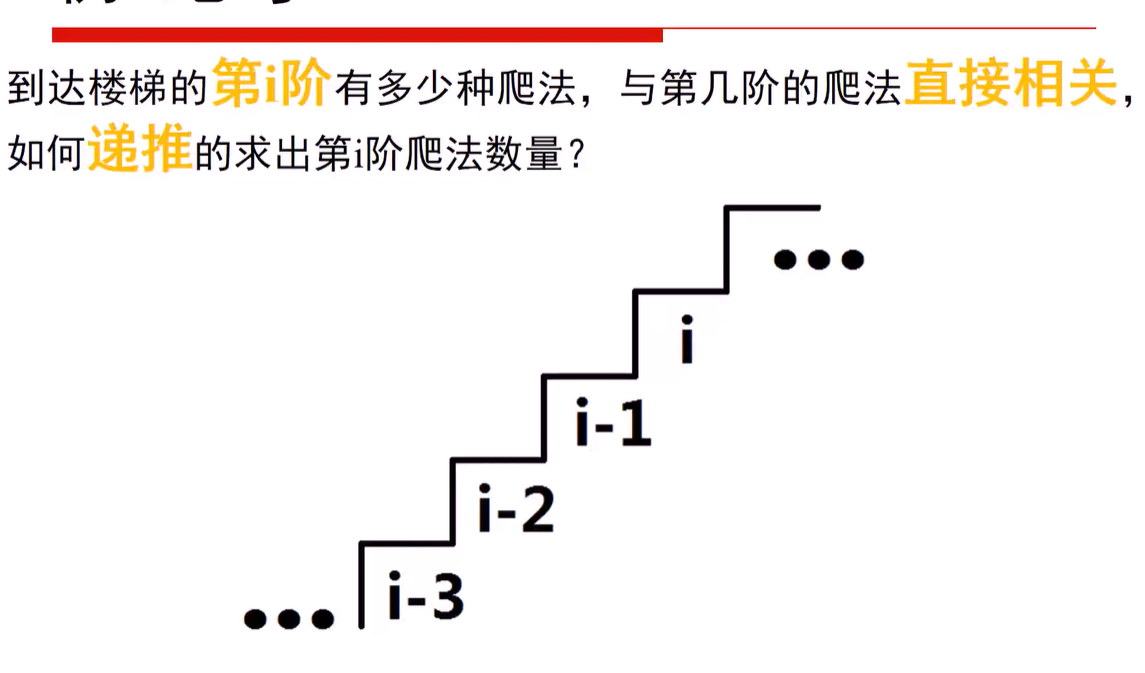 到达楼梯的第i阶有多少种爬法，与第几阶的爬法直接相关，
如何递推的求出第i阶爬法数量？
•••
i
i-1
i-2
i-3
•••